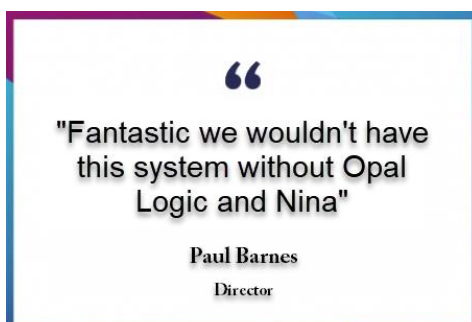 “
"Fantastic we wouldn't have
this system without Opal
Logic and Nina"
Paul Barnes
Director